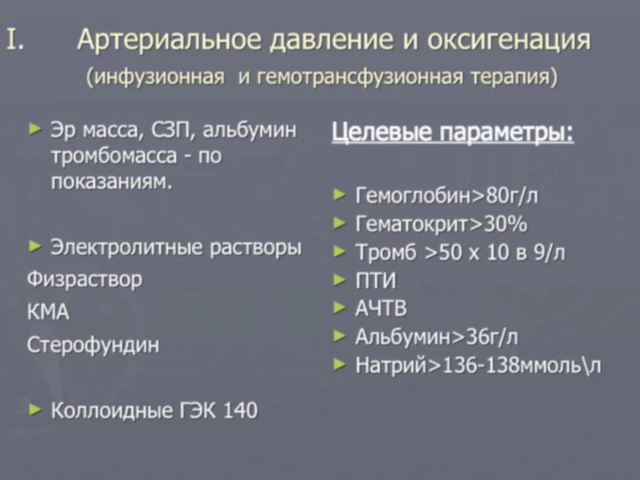 I. Артериальное давление и оксигенация
(инфузионная и гемотрансфузионная терапия)
Эр масса, СЗП, альбумин
тромбомасса - по
показаниям.
Электролитные растворы
Физраствор
КМА
Стерофундин
Коллоидные ГЭК 140
Целевые параметры:
Гемоглобин>80г/л
Гематокрит>30%
Тромб >50 х 10 в 9/л
ПТИ
АЧТВ
Альбумин>36г/л
Натрий>136-138ммоль\л